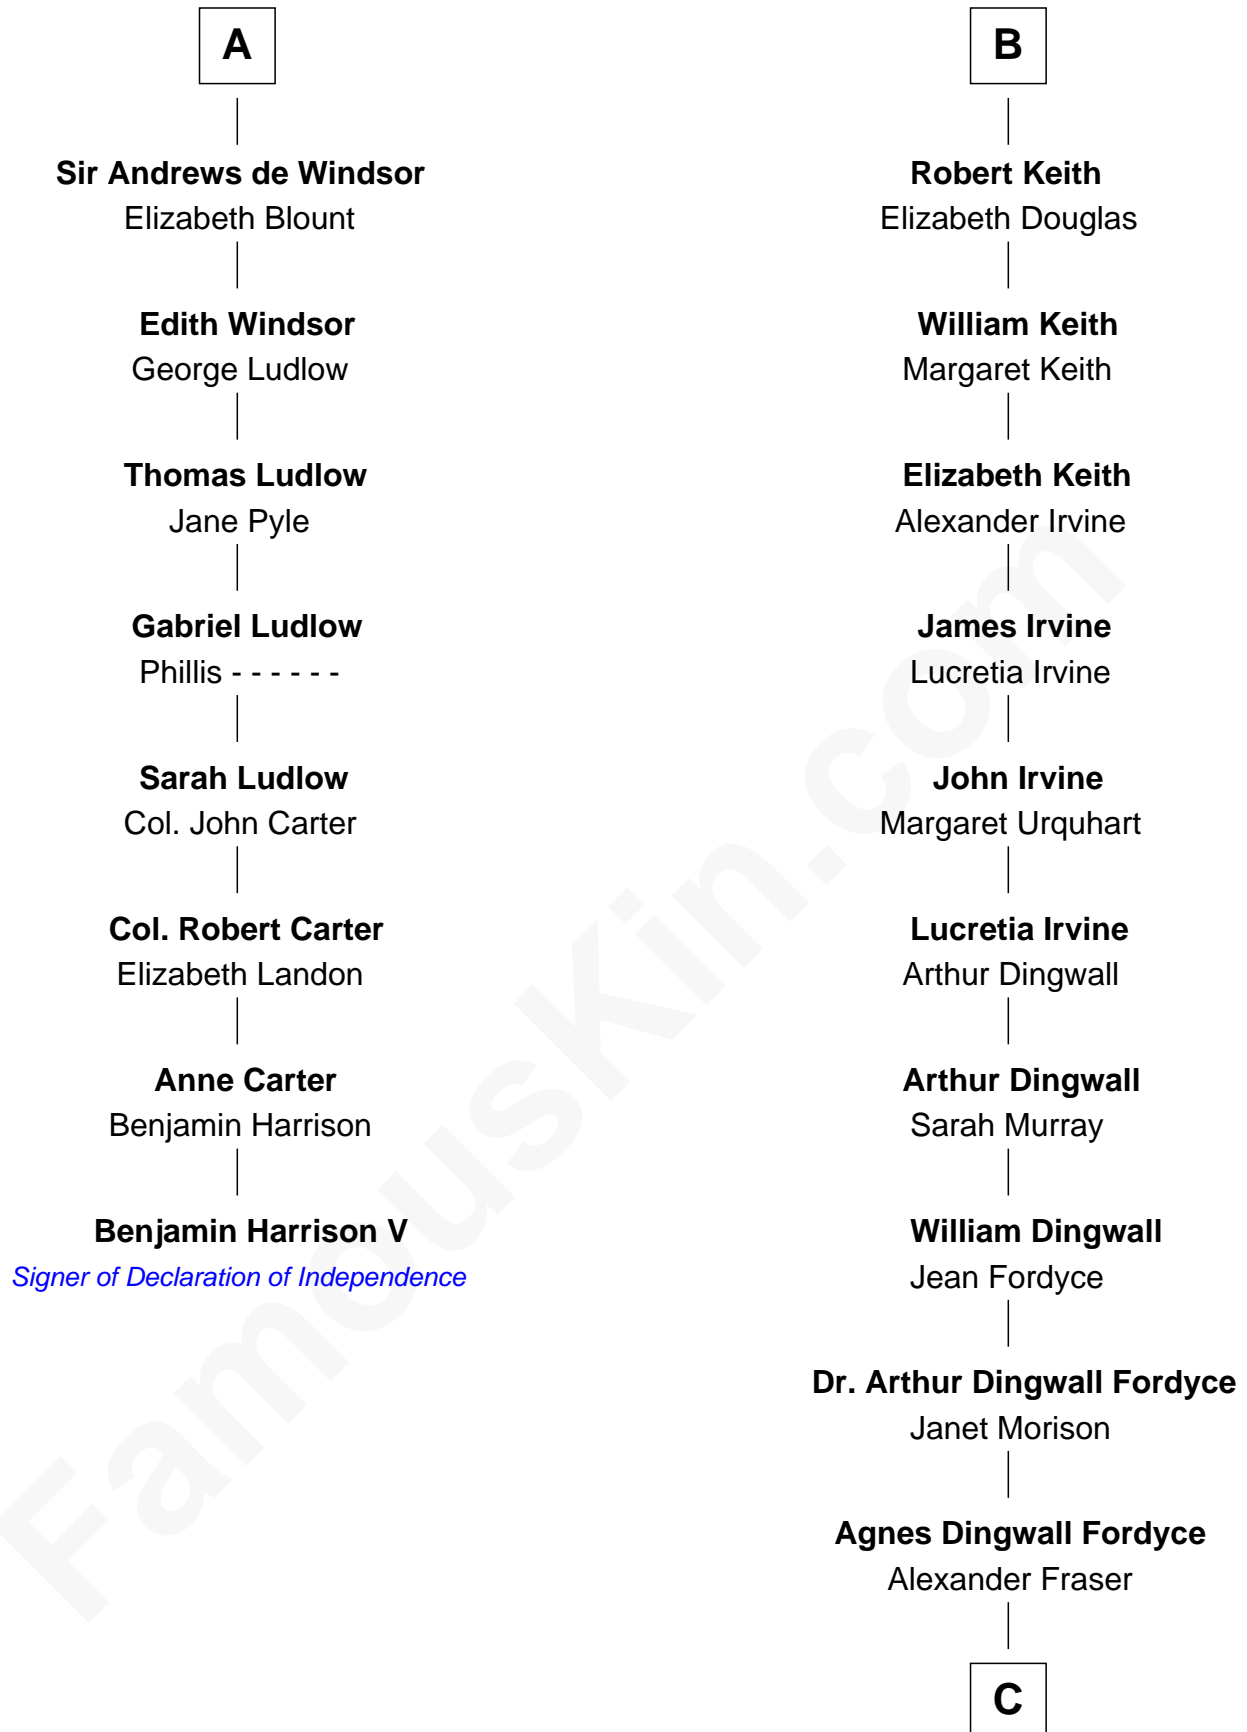 A
Sir Andrews de Windsor
Elizabeth Blount
Edith Windsor
George Ludlow
Thomas Ludlow
Jane Pyle
Gabriel Ludlow
Phillis - - - - - -
Sarah Ludlow
Col. John Carter
Col. Robert Carter
Elizabeth Landon
Anne Carter
Benjamin Harrison
Benjamin Harrison V
Signer of Declaration of Independence
B
Robert Keith
Elizabeth Douglas
William Keith
Margaret Keith
Elizabeth Keith
Alexander Irvine
James Irvine
Lucretia Irvine
John Irvine
Margaret Urquhart
Lucretia Irvine
Arthur Dingwall
Arthur Dingwall
Sarah Murray
William Dingwall
Jean Fordyce
Dr. Arthur Dingwall Fordyce
Janet Morison
Agnes Dingwall Fordyce
Alexander Fraser
C
FamousKin.com